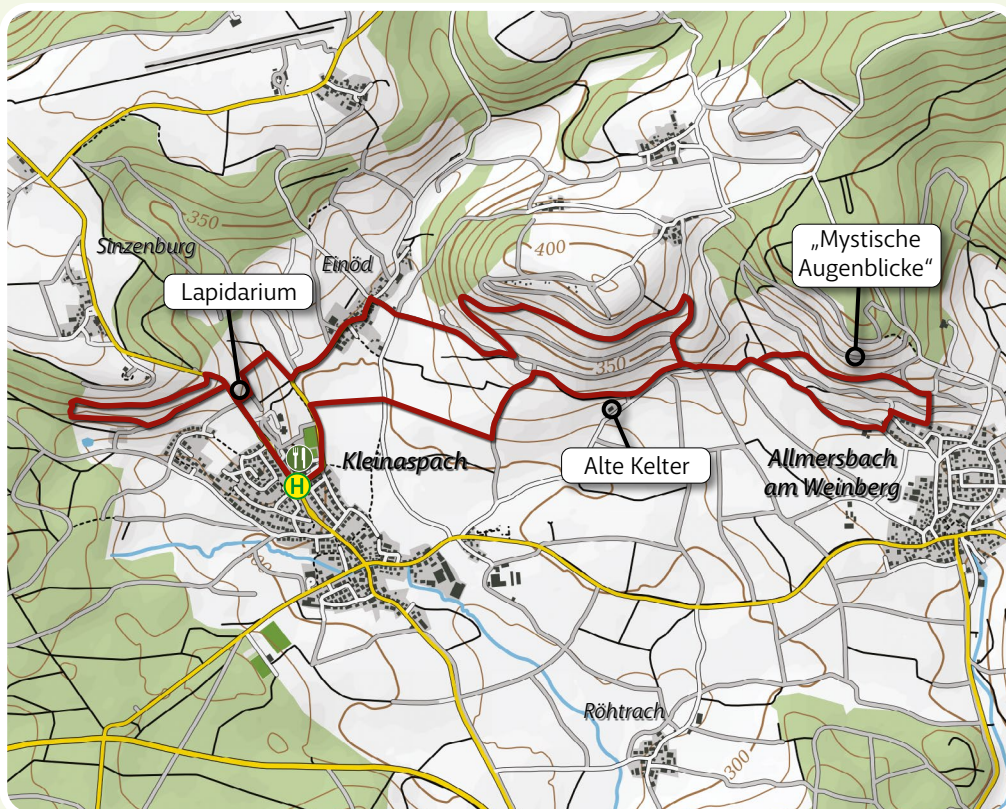 350
Sinzenburg
Einöd
400
„Mystische
Augenblicke“
Lapidarium
350
Kleinaspach
Alte Kelter
Allmersbach
am Weinberg
H
Röhtrach
300